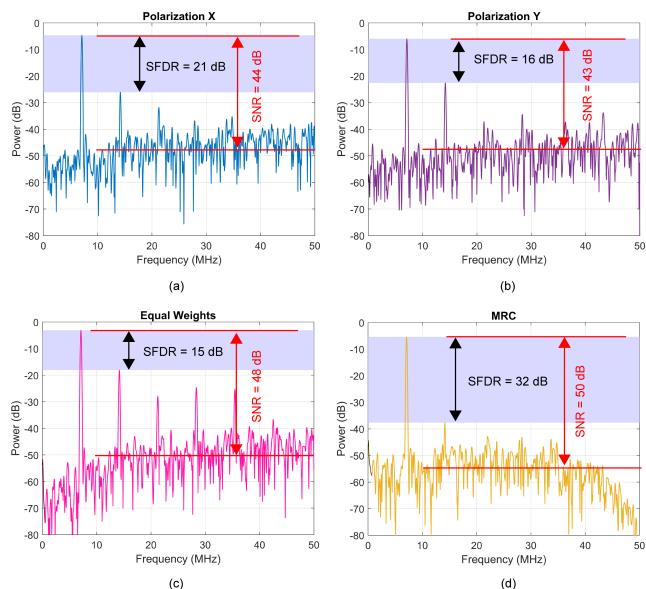 Polarization X
0
-10
-20
-30
-40
-50
-60
-70
-80
Power (dB)
SFDR = 21 dB
SNR = 44 dB
0 10 20 30 40 50
Frequency (MHz)
(a)
Polarization Y
0
-10
-20
-30
-40
-50
-60
-70
-80
Power (dB)
SFDR = 16 dB
SNR = 43 dB
0 10 20 30 40 50
Frequency (MHz)
(b)
Equal Weights
0
-10
-20
-30
-40
-50
-60
-70
-80
Power (dB)
SFDR = 15 dB
SNR = 48 dB
0 10 20 30 40 50
Frequency (MHz)
(c)
MRC
0
-10
-20
-30
-40
-50
-60
-70
-80
Power (dB)
SFDR = 32 dB
SNR = 50 dB
0 10 20 30 40 50
Frequency (MHz)
(d)